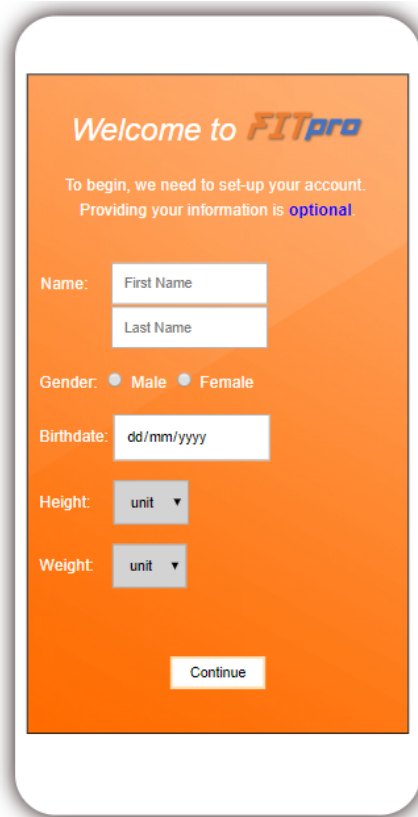 Welcome to FITpro
To begin, we need to set-up your account.
Providing your information is optional.
Name:
First Name
Last Name
Gender: Male Female
Birthdate: dd/mm/yyyy
Height: unit
Weight: unit
Continue